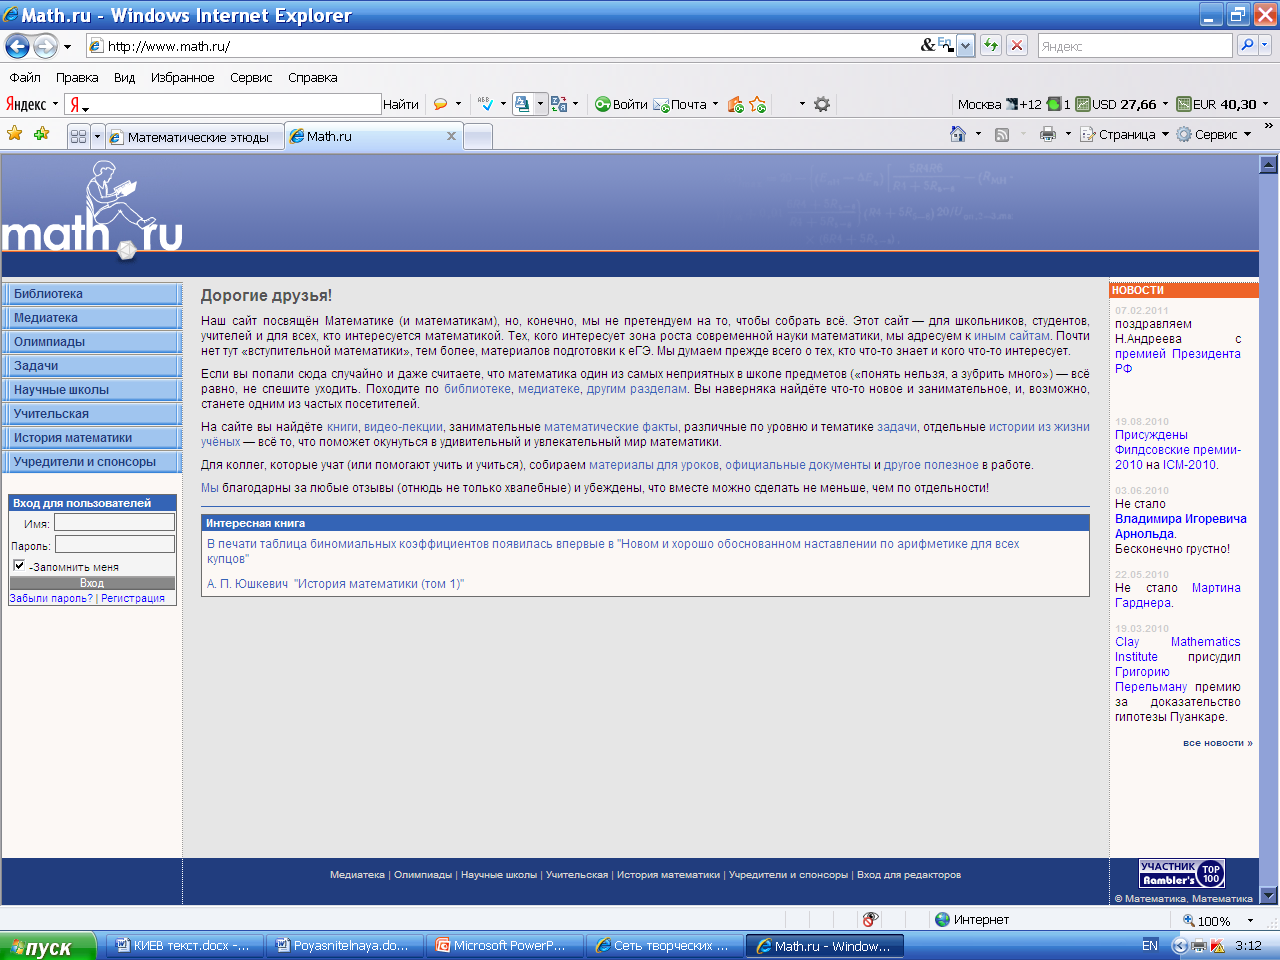 Math.ru - Windows Internet Explorer
http://www.math.ru/
Яндекс
Файл Правка Вид Избранное Сервис Справка
Яндекс Я Найти Войти Почта Москва +12 1 USD 27,66 EUR 40,30
Математические этюды Math.ru Страница Сервис »
math.ru
Библиотека
Медиатека
Олимпиады
Задачи
Научные школы
Учительская
История математики
Учредители и спонсоры
Вход для пользователей
Имя:
Пароль:
-Запомнить меня
Вход
Забыли пароль? | Регистрация
Дорогие друзья!
Наш сайт посвящён Математике (и математикам), но, конечно, мы не претендуем на то, чтобы собрать всё. Этот сайт — для школьников, студентов,
учителей и для всех, кто интересуется математикой. Тех, кого интересует зона роста современной науки математики, мы адресуем к иным сайтам. Почти
нет тут «вступительной математики», тем более, материалов подготовки к еГЭ. Мы думаем прежде всего о тех, кто что-то знает и кого что-то интересует.
Если вы попали сюда случайно и даже считаете, что математика один из самых неприятных в школе предметов («понять нельзя, а зубрить много») — всё
равно, не спешите уходить. Походите по библиотеке, медиатеке, другим разделам. Вы наверняка найдёте что-то новое и занимательное, и, возможно,
станете одним из частых посетителей.
На сайте вы найдёте книги, видео-лекции, занимательные математические факты, различные по уровню и тематике задачи, отдельные истории из жизни
учёных — всё то, что поможет окунуться в удивительный и увлекательный мир математики.
Для коллег, которые учат (или помогают учить и учиться), собираем материалы для уроков, официальные документы и другое полезное в работе.
Мы благодарны за любые отзывы (отнюдь не только хвалебные) и убеждены, что вместе можно сделать не меньше, чем по отдельности!
Интересная книга
В печати таблица биномиальных коэффициентов появилась впервые в "Новом и хорошо обоснованном наставлении по арифметике для всех
купцов"
А. П. Юшкевич "История математики (том 1)"
НОВОСТИ
07.02.2011
поздравляем
Н.Андреева с
премией Президента
РФ
19.08.2010
Присуждены
Филдсовские премии-
2010 на ICM-2010.
03.06.2010
Не стало
Владимира Игоревича
Арнольда.
Бесконечно грустно!
22.05.2010
Не стало Мартина
Гарднера.
19.03.2010
Clay Mathematics
Institute присудил
Григорию
Перельману премию
за доказательство
гипотезы Пуанкаре.
все новости »
Медиатека | Олимпиады | Научные школы | Учительская | История математики | Учредители и спонсоры | Вход для редакторов
УЧАСТНИК
Rambler's
TOP
100
© Математика, Математика
Интернет 100%
пуск КИЕВ текст.docx -... Poyasnitelnaya.do... Microsoft PowerP... Сеть творческих ... Math.ru - Window... EN 3:12